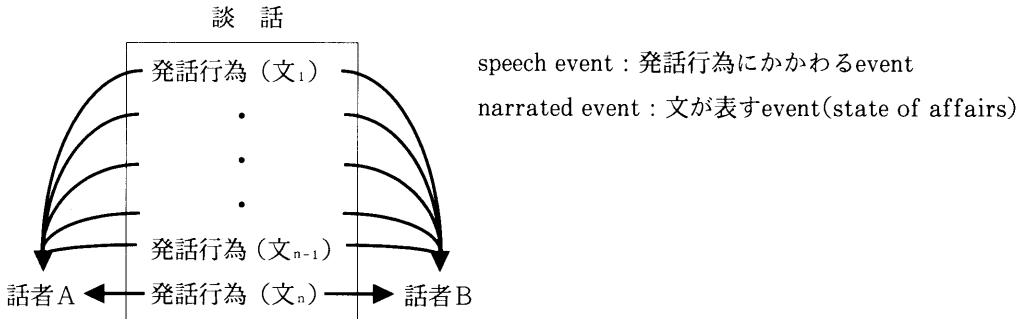 談 話
発話行為（文₁）
speech event：発話行為にかかわるevent
narrated event：文が表すevent(state of affairs)
・
・
・
発話行為（文ₙ₋₁）
話者A 発話行為（文ₙ） 話者B